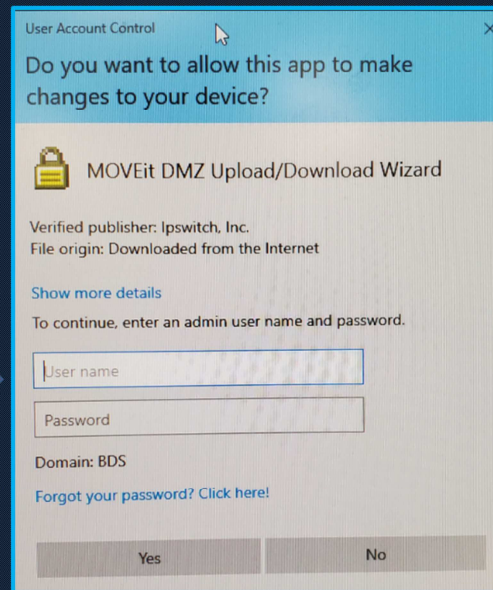 User Account Control
Do you want to allow this app to make
changes to your device?
MOVEit DMZ Upload/Download Wizard
Verified publisher: Ipswitch, Inc.
File origin: Downloaded from the Internet
Show more details
To continue, enter an admin user name and password.
User name
Password
Domain: BDS
Forgot your password? Click here!
Yes
No